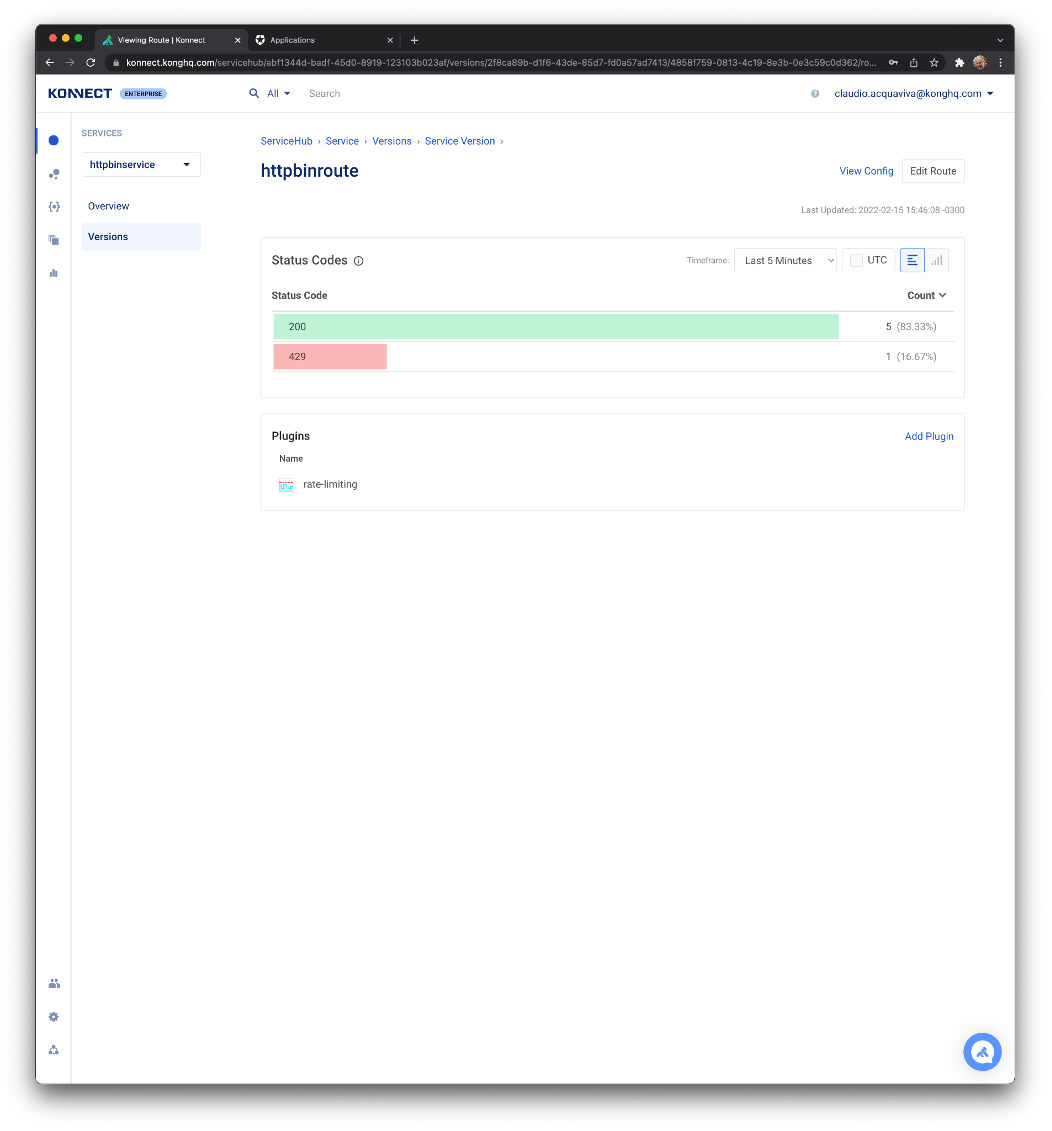 Viewing Route | Konnect
Applications
konnect.konghq.com/servicehub/abf1344d-badf-45d0-8919-123103b023af/versions/2f8ca89b-d1f6-43de-85d7-fd0a57ad7413/4858f759-0813-4c19-8e3b-0e3c59c0d362/ro...
KONNECT ENTERPRISE
All
Search
claudio.acquaviva@konghq.com
SERVICES
httpbinservice
Overview
Versions
ServiceHub › Service › Versions › Service Version ›
httpbinroute
View Config
Edit Route
Last Updated: 2022-02-15 15:46:08 -0300
Status Codes
Timeframe:
Last 5 Minutes
UTC
Status Code Count
200 5 (83.33%)
429 1 (16.67%)
Plugins
Add Plugin
Name
rate-limiting